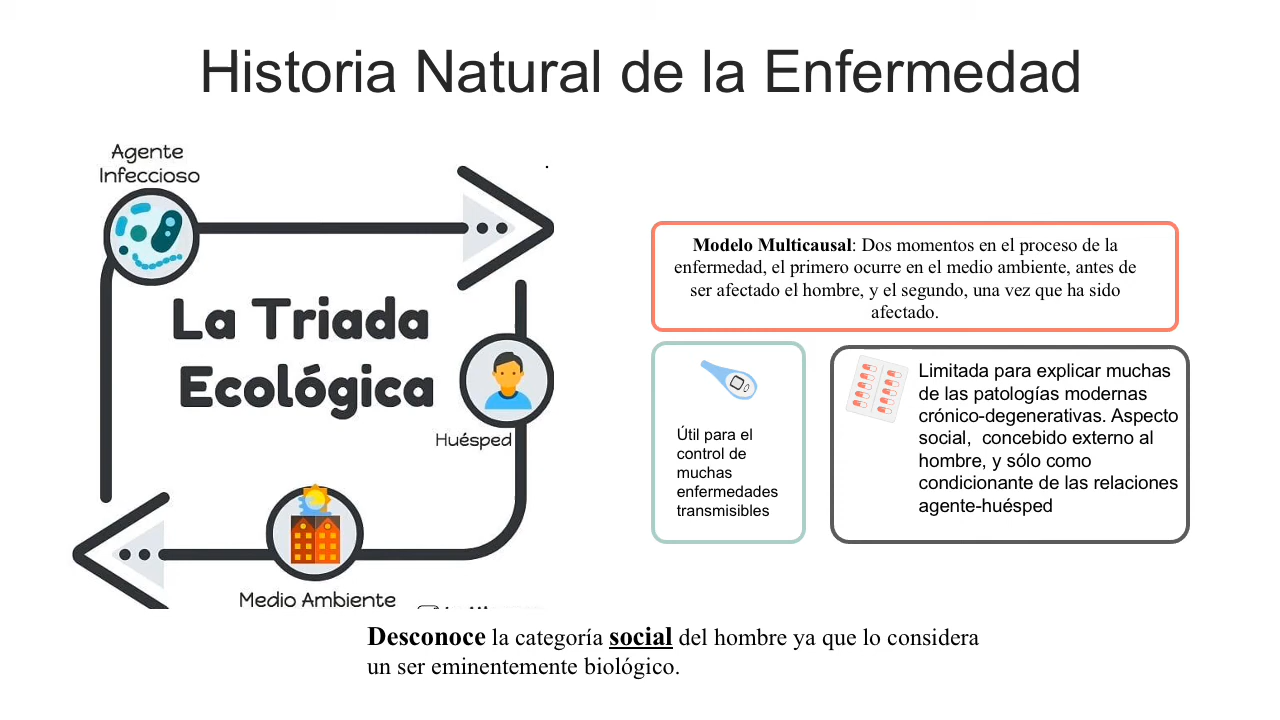 Historia Natural de la Enfermedad
Agente
Infeccioso
La Triada
Ecológica
Huésped
Medio Ambiente
Modelo Multicausal: Dos momentos en el proceso de la
enfermedad, el primero ocurre en el medio ambiente, antes de
ser afectado el hombre, y el segundo, una vez que ha sido
afectado.
Útil para el
control de
muchas
enfermedades
transmisibles
Limitada para explicar muchas
de las patologías modernas
crónico-degenerativas. Aspecto
social, concebido externo al
hombre, y sólo como
condicionante de las relaciones
agente-huésped
Desconoce la categoría social del hombre ya que lo considera
un ser eminentemente biológico.